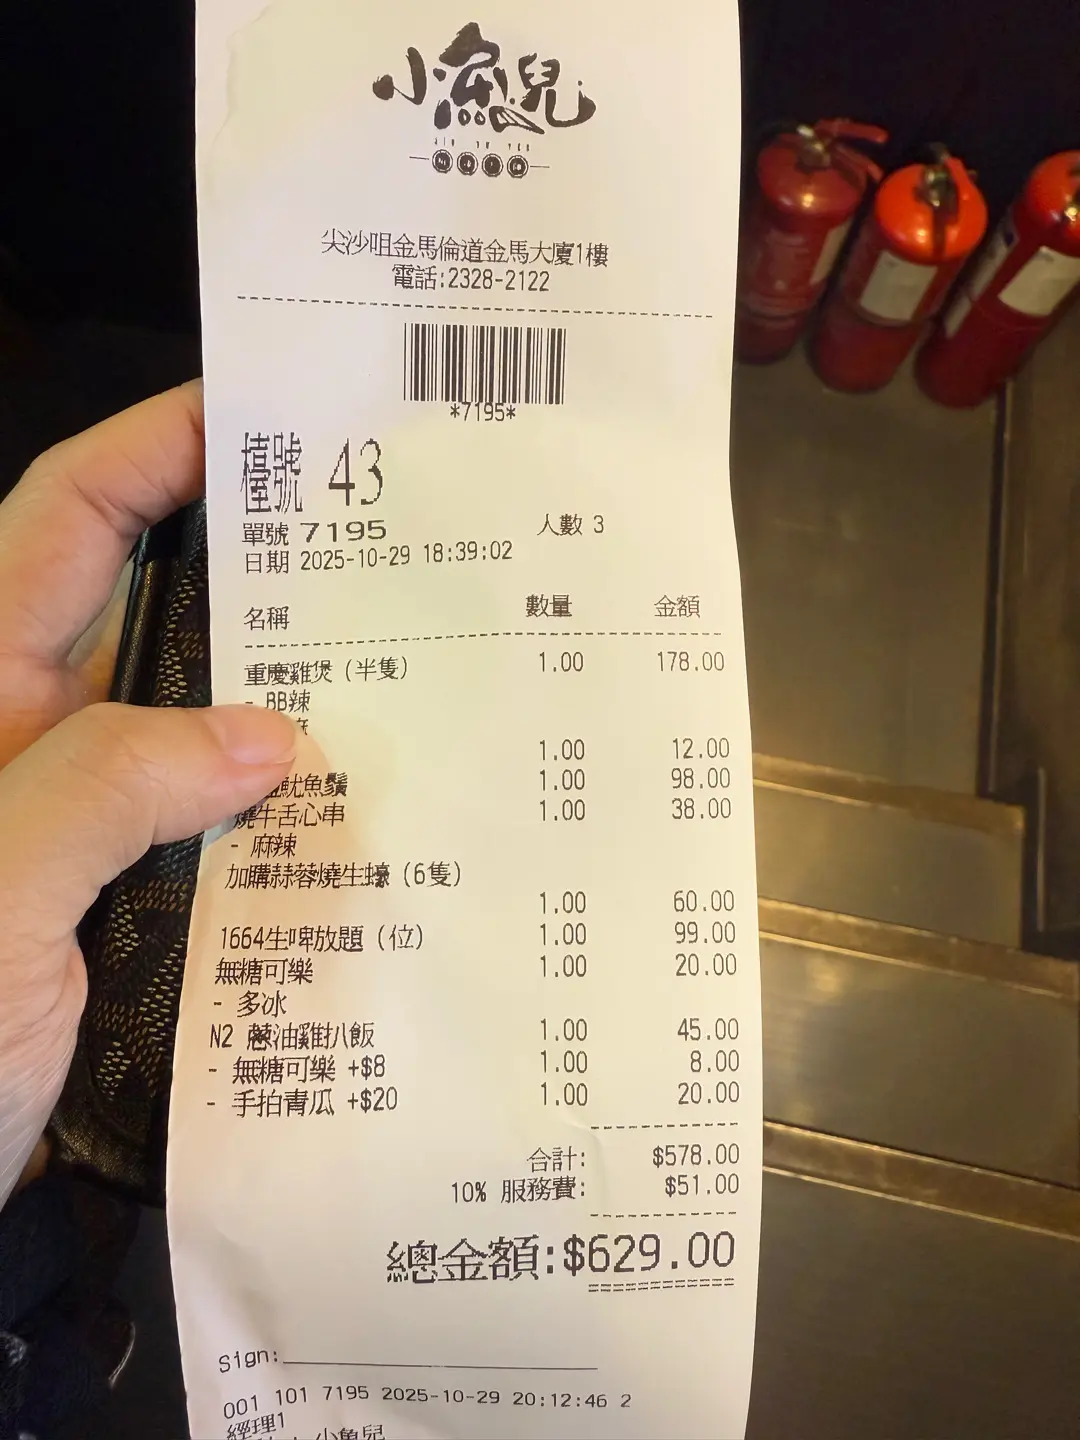 小魚兒
尖沙咀金馬倫道金馬大廈1樓
電話:2328-2122
*7195*
檯號 43
單號 7195 人數 3
日期 2025-10-29 18:39:02
名稱 數量 金額
重慶雞煲 (半隻) 1.00 178.00
- BB辣
1.00 12.00
魷魚鬚 1.00 98.00
燒牛舌心串 1.00 38.00
- 麻辣
加購蒜蓉燒生蠔 (6隻)
1.00 60.00
1664生啤放題 (位) 1.00 99.00
無糖可樂 1.00 20.00
- 多冰
N2 蔥油雞扒飯 1.00 45.00
- 無糖可樂 +$8 1.00 8.00
- 手拍青瓜 +$20 1.00 20.00
合計: $578.00
10% 服務費: $51.00
總金額:$629.00
Sign:
001 101 7195 2025-10-29 20:12:46 2
經理1
小魚兒